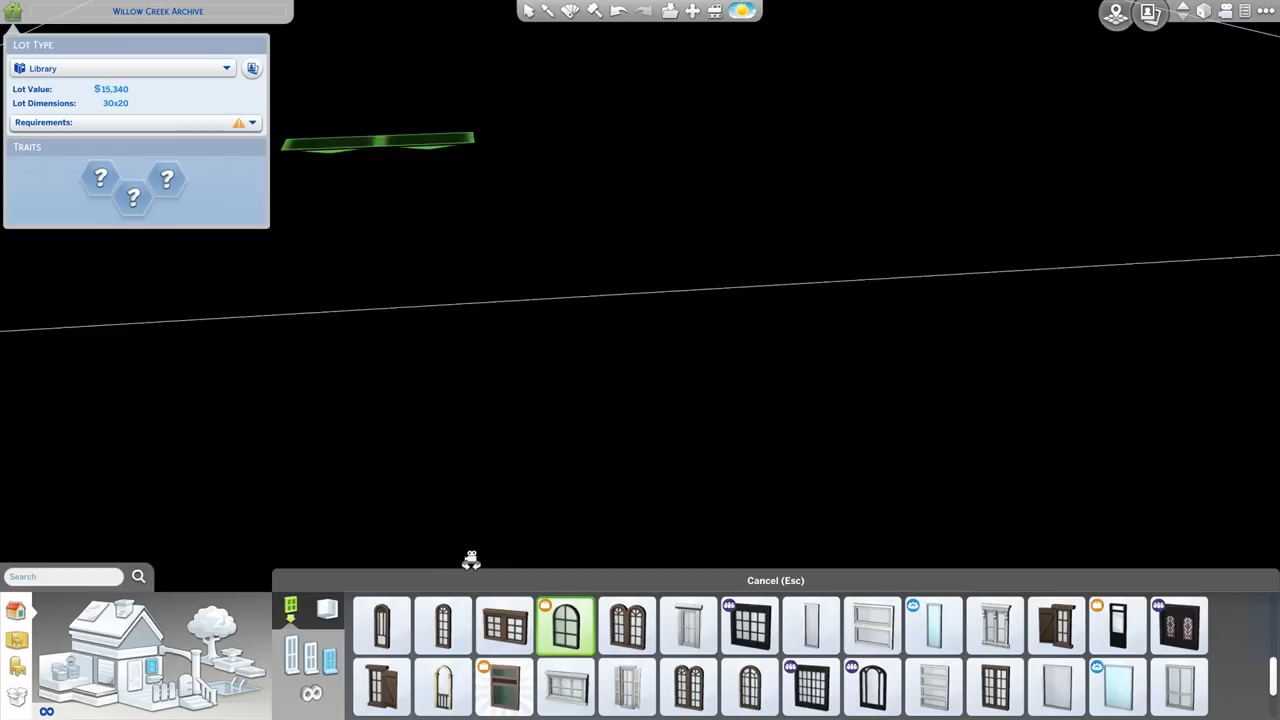 WILLOW CREEK ARCHIVE
LOT TYPE
Library
Lot Value: §15,340
Lot Dimensions: 30x20
Requirements:
TRAITS
? ? ?
Search
Cancel (Esc)